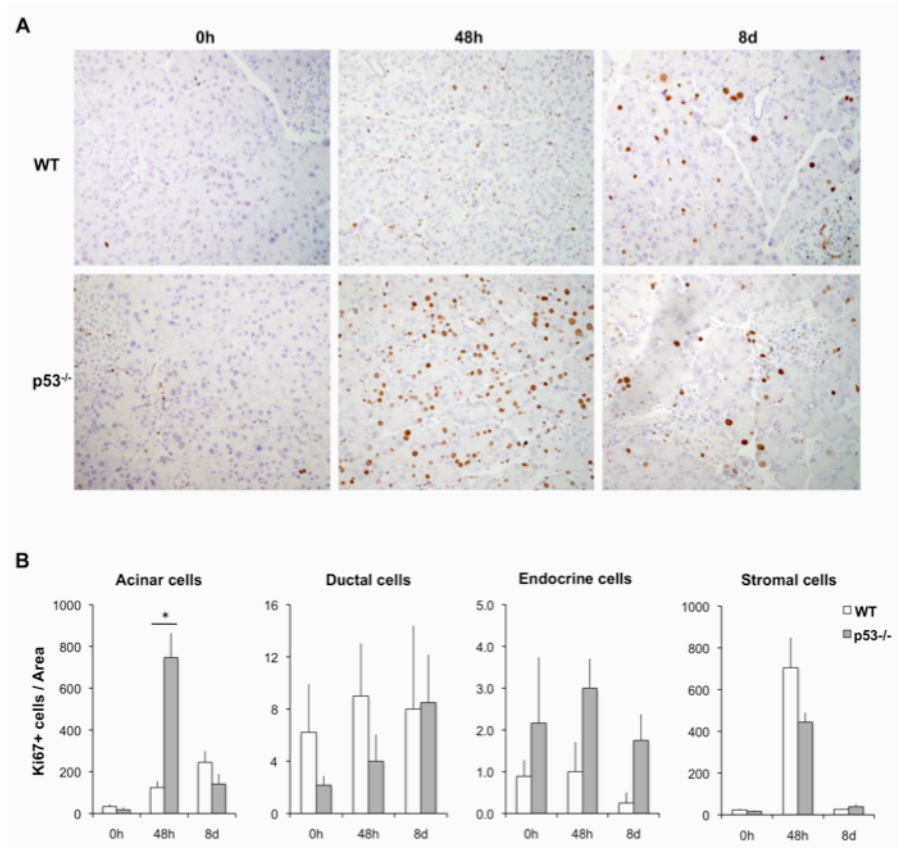 A
0h 48h 8d
WT
p53-/-
B
Acinar cells Ductal cells Endocrine cells Stromal cells
Ki67+ cells / Area
1000
800
600
400
200
0
*
0h 48h 8d
16
12
8
4
0
0h 48h 8d
5.0
4.0
3.0
2.0
1.0
0.0
0h 48h 8d
1000
800
600
400
200
0
0h 48h 8d
WT
p53-/-